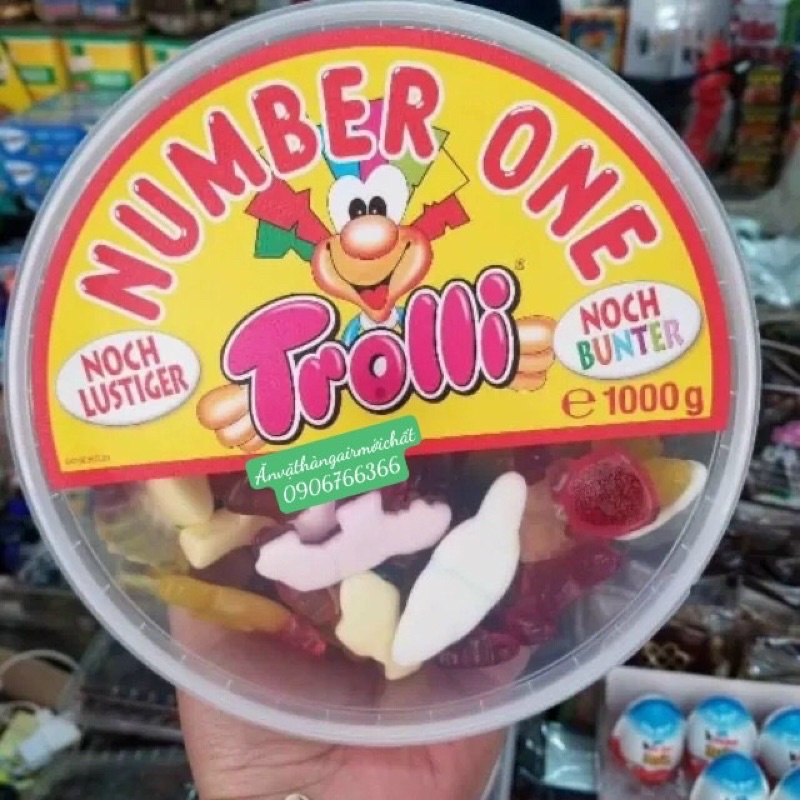 NUMBER ONE
Trolli
NOCH
LUSTIGER
NOCH
BUNTER
℮ 1000g
Ănvặthàngairmớichất
0906766366